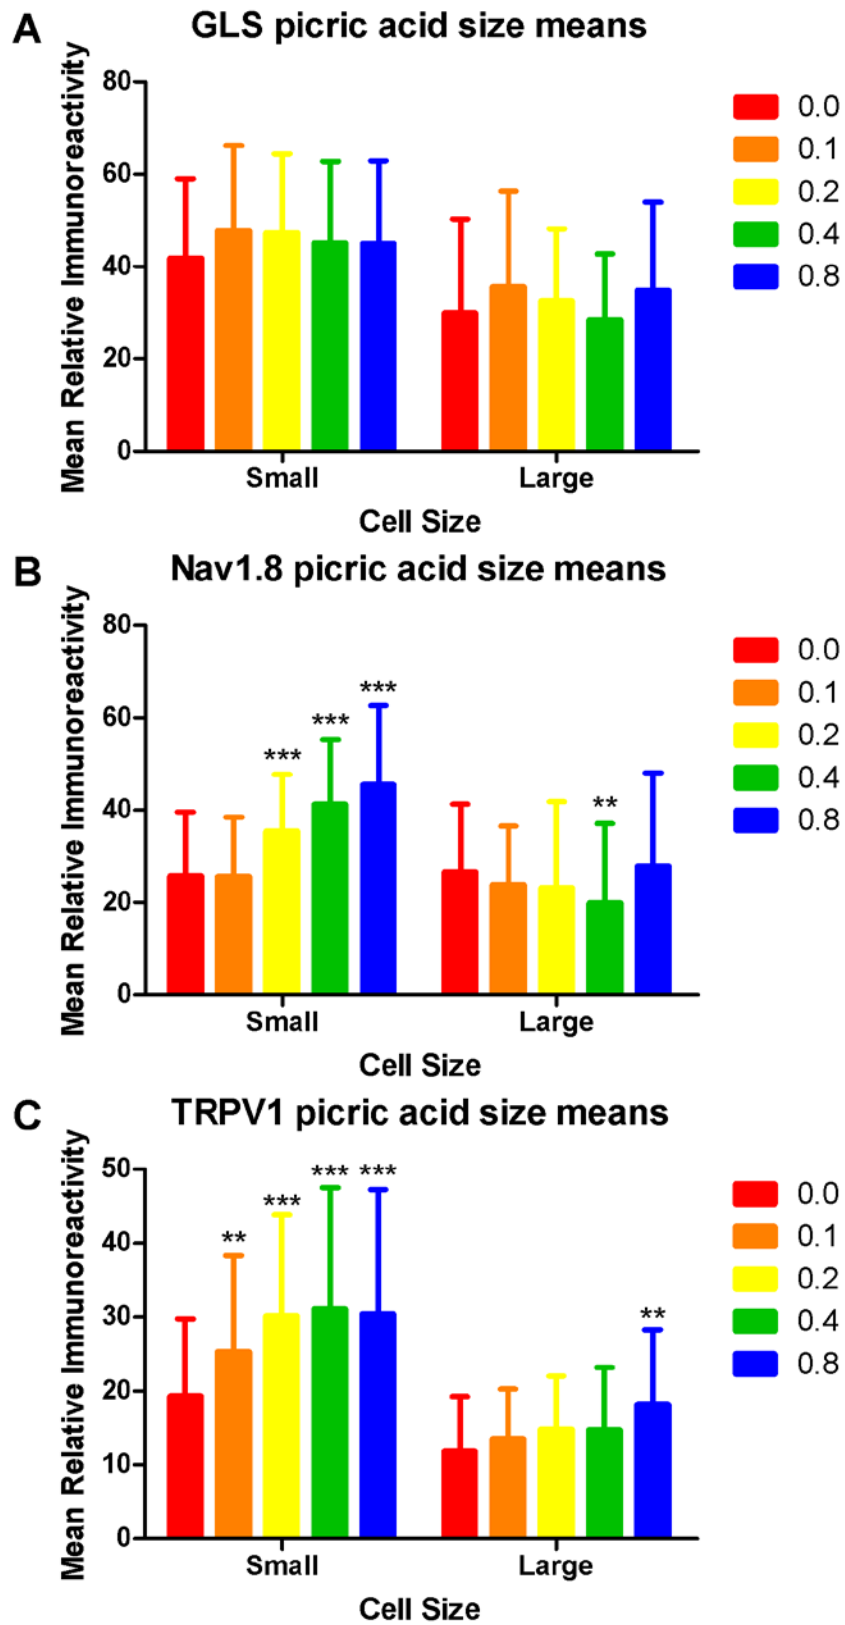 A
GLS picric acid size means
Mean Relative Immunoreactivity
80
60
40
20
0
Small
Large
Cell Size
0.0
0.1
0.2
0.4
0.8
B
Nav1.8 picric acid size means
Mean Relative Immunoreactivity
80
60
40
20
0
***
***
***
**
Small
Large
Cell Size
0.0
0.1
0.2
0.4
0.8
C
TRPV1 picric acid size means
Mean Relative Immunoreactivity
50
40
30
20
10
0
**
***
***
***
**
Small
Large
Cell Size
0.0
0.1
0.2
0.4
0.8